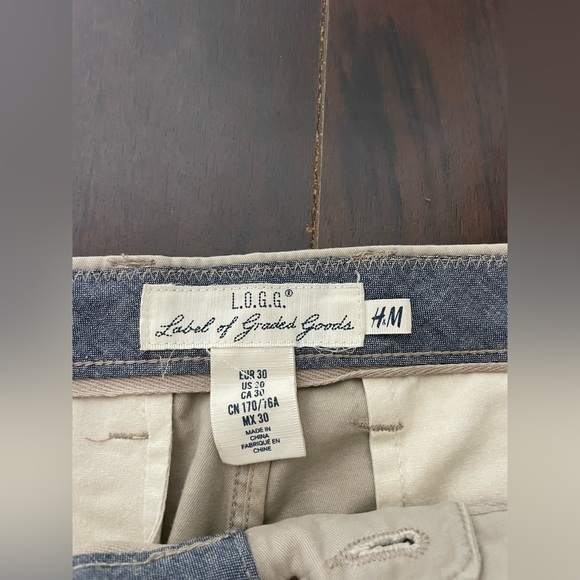 L.O.G.G.®
Label of Graded Goods
H&M
EUR 30
US 30
CA 30
CN 170/76A
MX 30
MADE IN
CHINA
FABRIQUÉ EN
CHINE